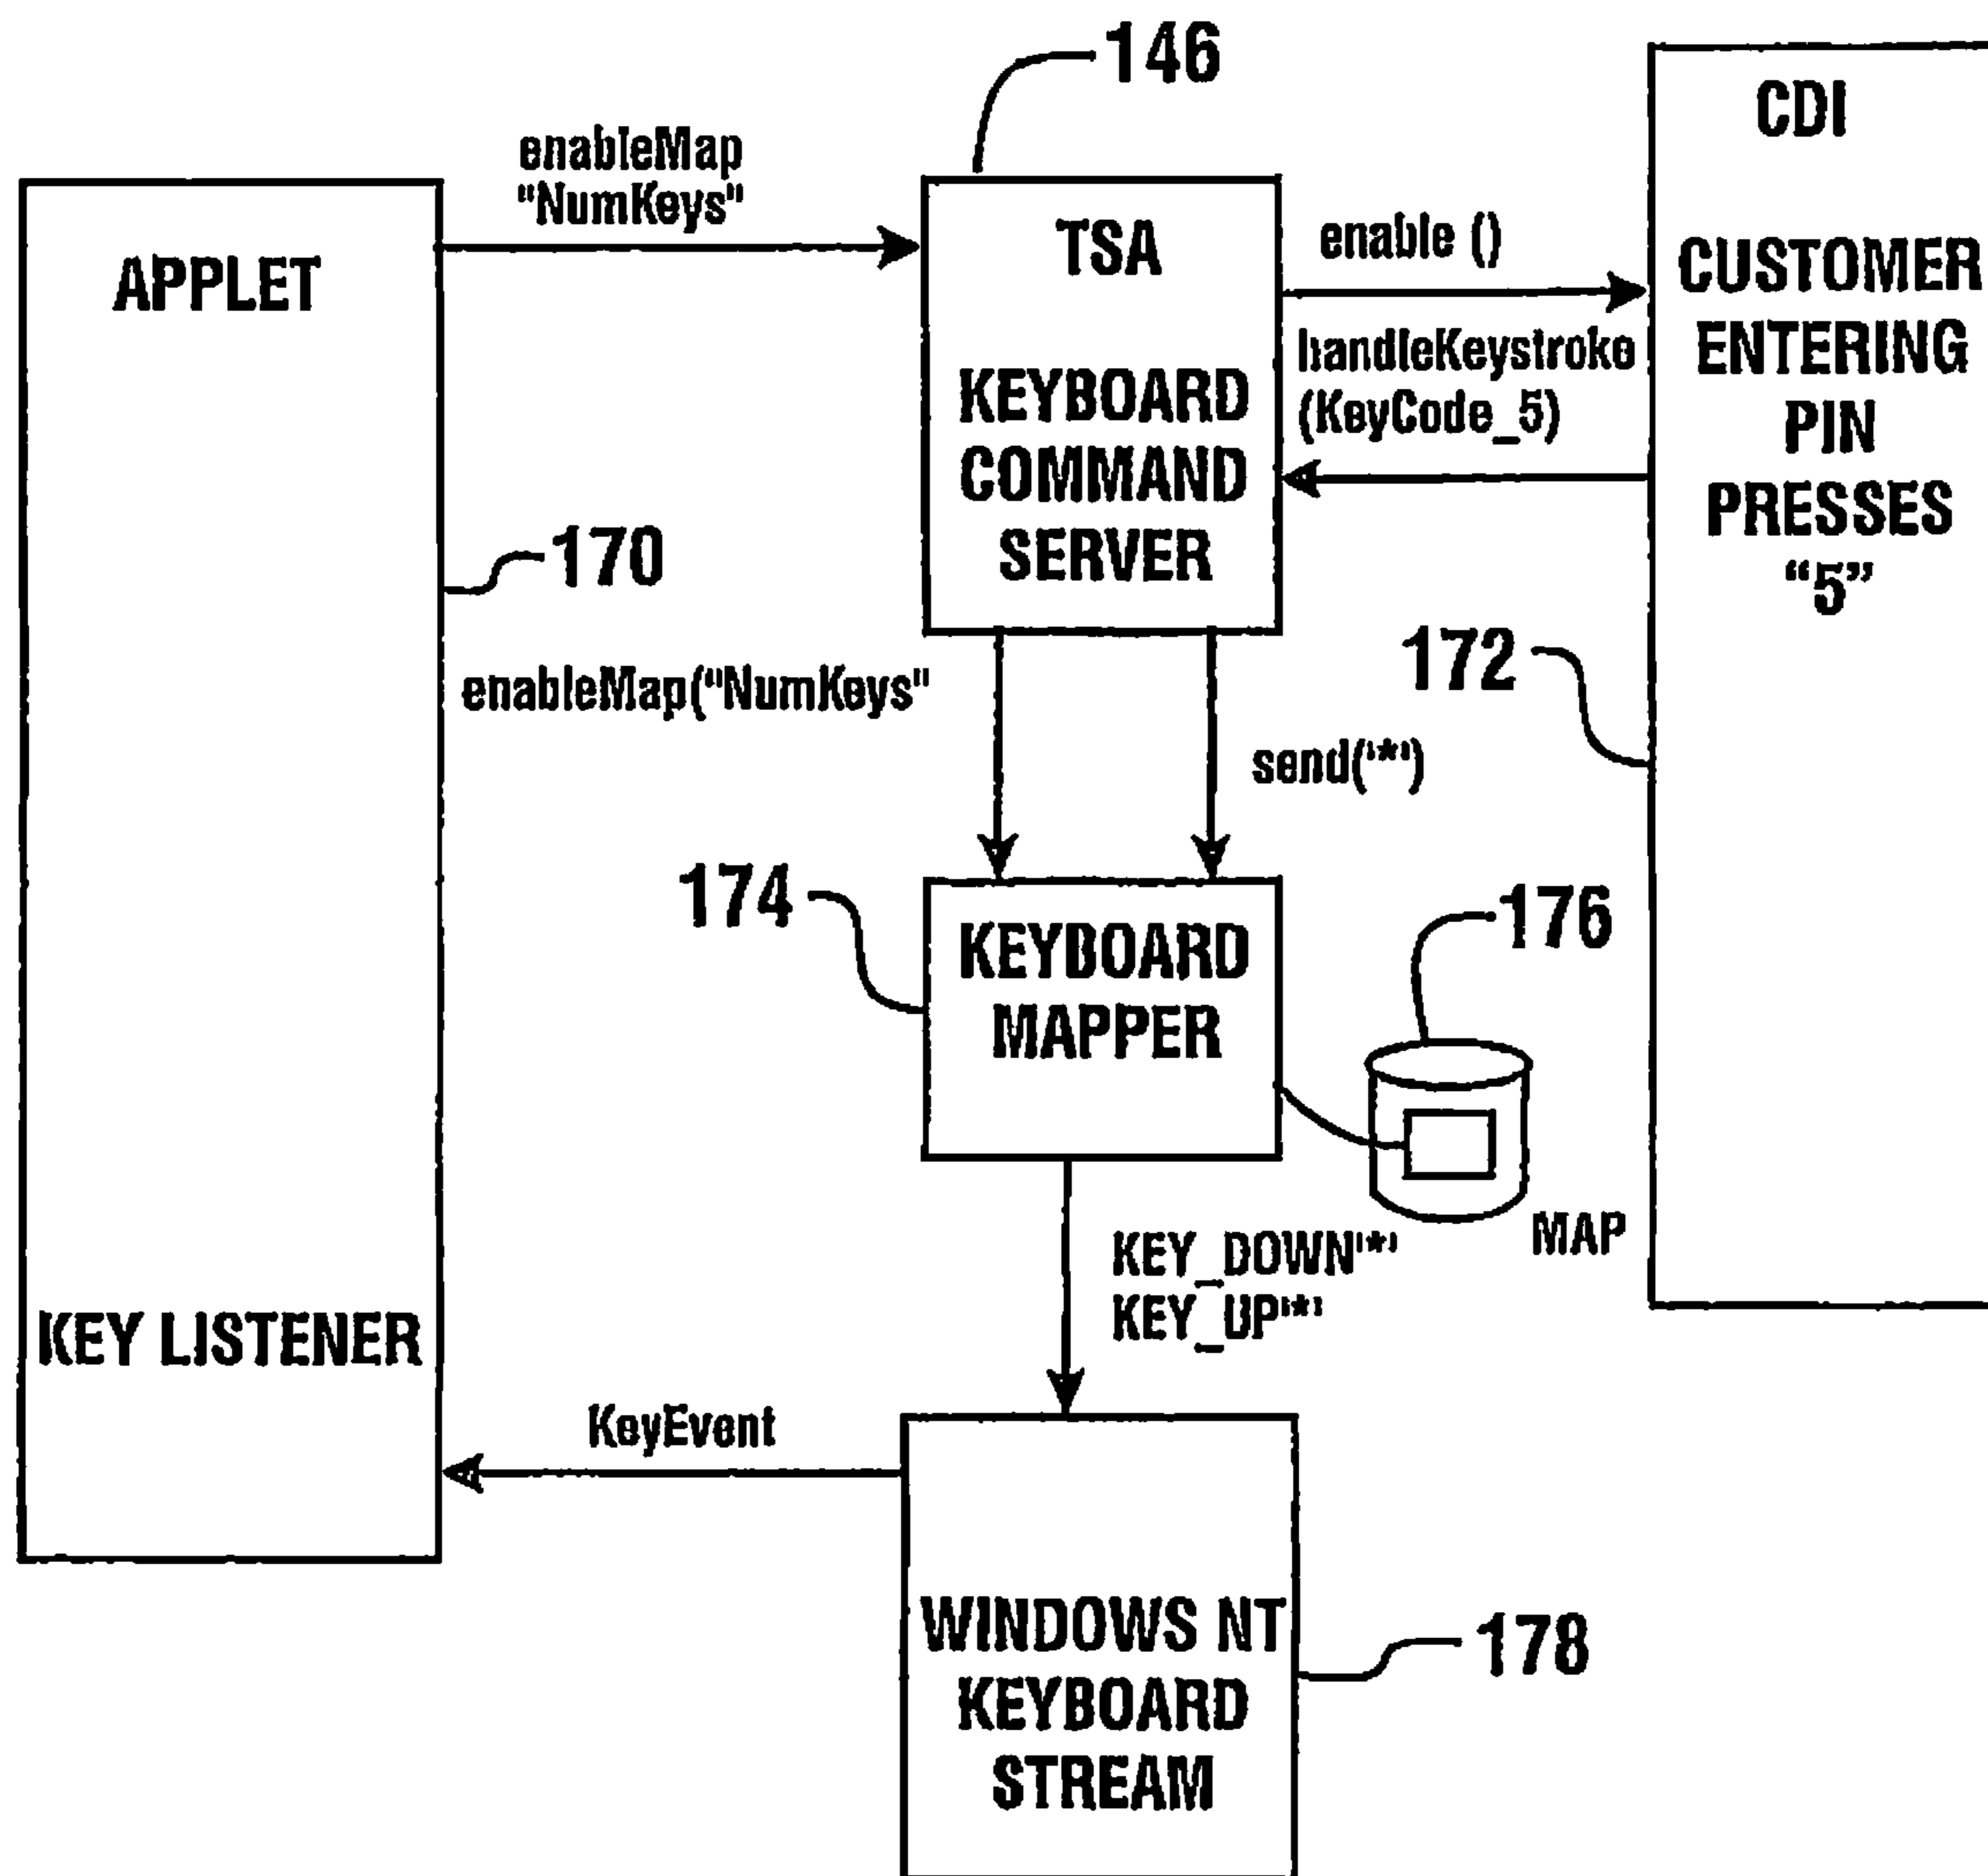 146
CDI
enableMap
"NumKeys"
APPLET
TSA
enable ()
CUSTOMER
ENTERING
PIN
PRESSES
“5”
handleKeystroke
(KeyCode_5)
KEYBOARD
COMMAND
SERVER
170
172
enableMap("NumKeys"
send('*')
174
KEYBOARD
MAPPER
176
MAP
KEY_DOWN'*'
KEY_UP'*'
KEY LISTENER
KeyEvent
WINDOWS NT
KEYBOARD
STREAM
178